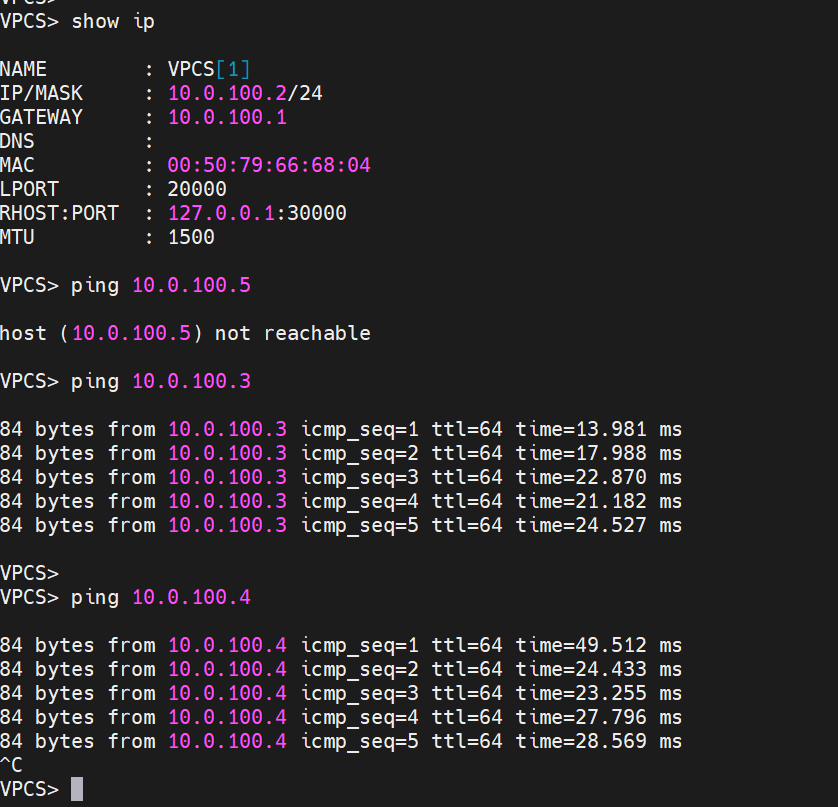 VPCS>
VPCS> show ip
NAME        : VPCS[1]
IP/MASK     : 10.0.100.2/24
GATEWAY     : 10.0.100.1
DNS         :
MAC         : 00:50:79:66:68:04
LPORT       : 20000
RHOST:PORT  : 127.0.0.1:30000
MTU         : 1500
VPCS> ping 10.0.100.5
host (10.0.100.5) not reachable
VPCS> ping 10.0.100.3
84 bytes from 10.0.100.3 icmp_seq=1 ttl=64 time=13.981 ms
84 bytes from 10.0.100.3 icmp_seq=2 ttl=64 time=17.988 ms
84 bytes from 10.0.100.3 icmp_seq=3 ttl=64 time=22.870 ms
84 bytes from 10.0.100.3 icmp_seq=4 ttl=64 time=21.182 ms
84 bytes from 10.0.100.3 icmp_seq=5 ttl=64 time=24.527 ms
VPCS>
VPCS> ping 10.0.100.4
84 bytes from 10.0.100.4 icmp_seq=1 ttl=64 time=49.512 ms
84 bytes from 10.0.100.4 icmp_seq=2 ttl=64 time=24.433 ms
84 bytes from 10.0.100.4 icmp_seq=3 ttl=64 time=23.255 ms
84 bytes from 10.0.100.4 icmp_seq=4 ttl=64 time=27.796 ms
84 bytes from 10.0.100.4 icmp_seq=5 ttl=64 time=28.569 ms
^C
VPCS>